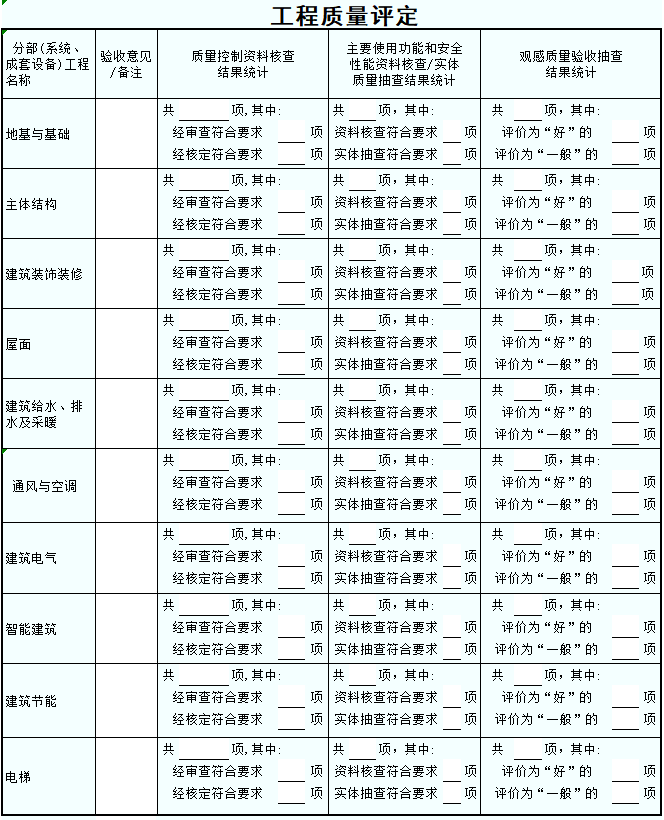 工程质量评定
分部(系统、成套设备)工程名称
验收意见/备注
质量控制资料核查结果统计
主要使用功能和安全性能资料核查/实体质量抽查结果统计
观感质量验收抽查结果统计
地基与基础
共 项,其中:
经审查符合要求 项
经核定符合要求 项
共 项，其中:
资料核查符合要求 项
实体抽查符合要求 项
共 项，其中:
评价为“好”的 项
评价为“一般”的 项
主体结构
共 项,其中:
经审查符合要求 项
经核定符合要求 项
共 项，其中:
资料核查符合要求 项
实体抽查符合要求 项
共 项，其中:
评价为“好”的 项
评价为“一般”的 项
建筑装饰装修
共 项,其中:
经审查符合要求 项
经核定符合要求 项
共 项，其中:
资料核查符合要求 项
实体抽查符合要求 项
共 项，其中:
评价为“好”的 项
评价为“一般”的 项
屋面
共 项,其中:
经审查符合要求 项
经核定符合要求 项
共 项，其中:
资料核查符合要求 项
实体抽查符合要求 项
共 项，其中:
评价为“好”的 项
评价为“一般”的 项
建筑给水、排水及采暖
共 项,其中:
经审查符合要求 项
经核定符合要求 项
共 项，其中:
资料核查符合要求 项
实体抽查符合要求 项
共 项，其中:
评价为“好”的 项
评价为“一般”的 项
通风与空调
共 项,其中:
经审查符合要求 项
经核定符合要求 项
共 项，其中:
资料核查符合要求 项
实体抽查符合要求 项
共 项，其中:
评价为“好”的 项
评价为“一般”的 项
建筑电气
共 项,其中:
经审查符合要求 项
经核定符合要求 项
共 项，其中:
资料核查符合要求 项
实体抽查符合要求 项
共 项，其中:
评价为“好”的 项
评价为“一般”的 项
智能建筑
共 项,其中:
经审查符合要求 项
经核定符合要求 项
共 项，其中:
资料核查符合要求 项
实体抽查符合要求 项
共 项，其中:
评价为“好”的 项
评价为“一般”的 项
建筑节能
共 项,其中:
经审查符合要求 项
经核定符合要求 项
共 项，其中:
资料核查符合要求 项
实体抽查符合要求 项
共 项，其中:
评价为“好”的 项
评价为“一般”的 项
电梯
共 项,其中:
经审查符合要求 项
经核定符合要求 项
共 项，其中:
资料核查符合要求 项
实体抽查符合要求 项
共 项，其中:
评价为“好”的 项
评价为“一般”的 项